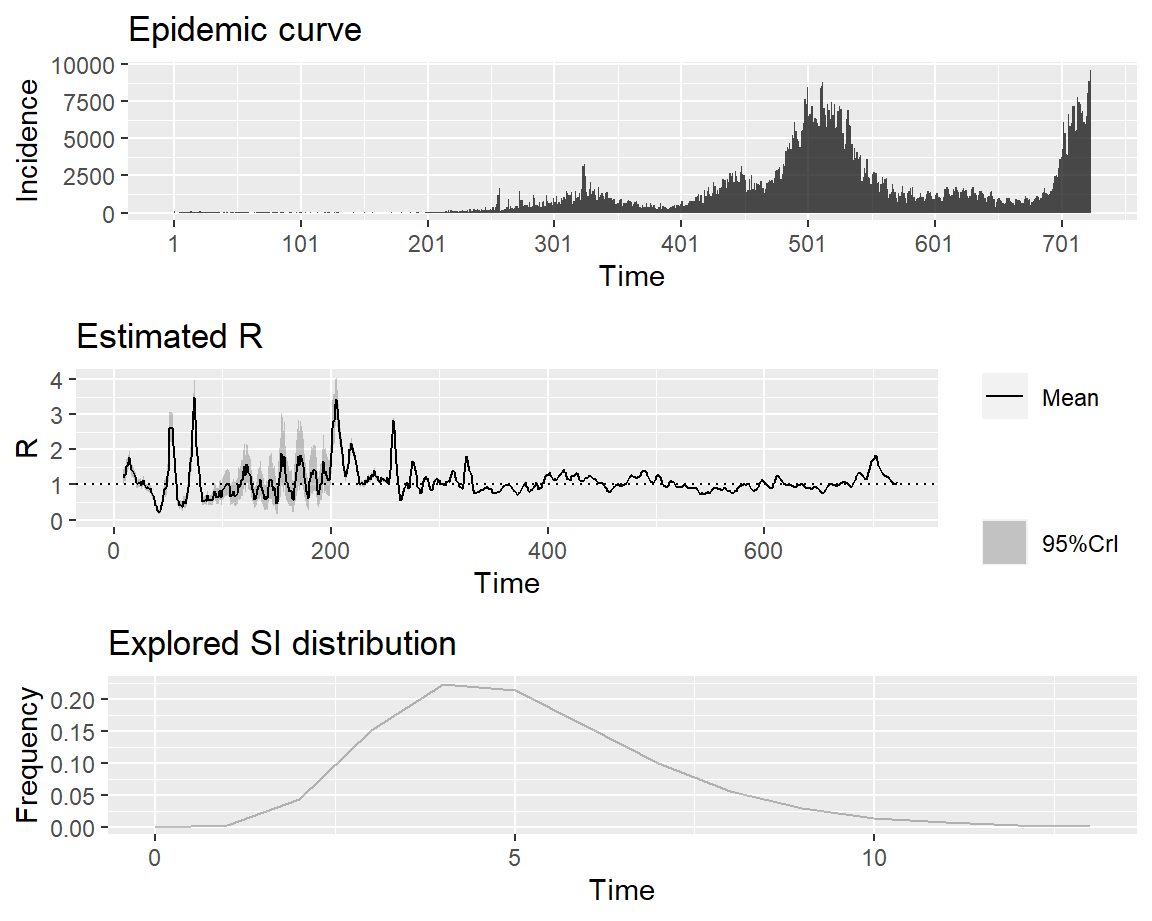 Epidemic curve
10000
7500
5000
2500
0
Incidence
1 101 201 301 401 501 601 701
Time
Estimated R
4
3
2
1
0
R
0 200 400 600
Time
Mean
95%CrI
Explored SI distribution
0.20
0.15
0.10
0.05
0.00
Frequency
0 5 10
Time